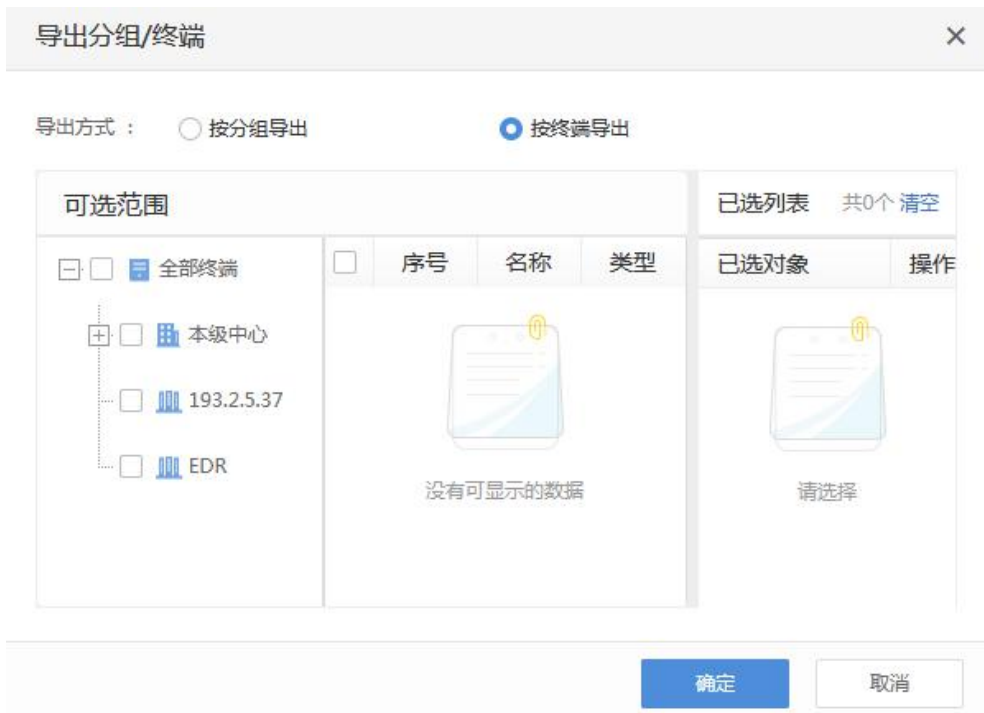 导出分组/终端
导出方式 : 按分组导出 按终端导出
可选范围 已选列表 共0个 清空
全部终端 序号 名称 类型 已选对象 操作
本级中心
193.2.5.37
EDR
没有可显示的数据 请选择
确定 取消